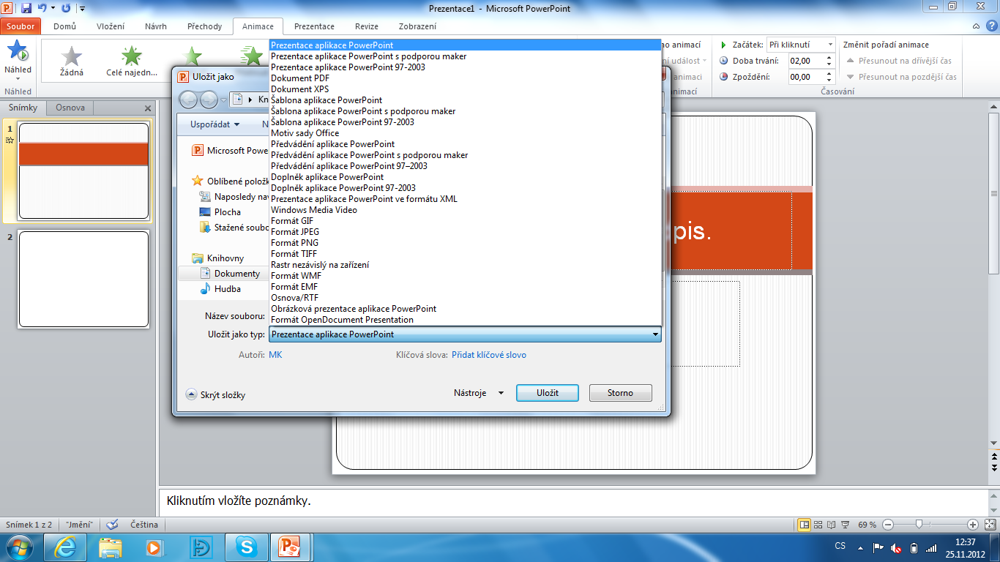 Prezentace1 - Microsoft PowerPoint
Soubor Domů Vložení Návrh Přechody Animace Prezentace Revize Zobrazení
Náhled
Žádná
Celé najedn...
Náhled
Začátek: Při kliknutí
Doba trvání: 02,00
Zpoždění: 00,00
Změnit pořadí animace
Přesunout na dřívější čas
Přesunout na pozdější čas
Časování
no animací
í událost
animaci
nimací
Snímky Osnova
1
2
Uložit jako
Kn
Uspořádat
N
Microsoft Powe
Oblíbené položk
Naposledy nav
Plocha
Stažené soubo
Knihovny
Dokumenty
Hudba
Prezentace aplikace PowerPoint
Prezentace aplikace PowerPoint s podporou maker
Prezentace aplikace PowerPoint 97-2003
Dokument PDF
Dokument XPS
Šablona aplikace PowerPoint
Šablona aplikace PowerPoint s podporou maker
Šablona aplikace PowerPoint 97-2003
Motiv sady Office
Předvádění aplikace PowerPoint
Předvádění aplikace PowerPoint s podporou maker
Předvádění aplikace PowerPoint 97–2003
Doplněk aplikace PowerPoint
Doplněk aplikace PowerPoint 97-2003
Prezentace aplikace PowerPoint ve formátu XML
Windows Media Video
Formát GIF
Formát JPEG
Formát PNG
Formát TIFF
Rastr nezávislý na zařízení
Formát WMF
Formát EMF
Osnova/RTF
Obrázková prezentace aplikace PowerPoint
Formát OpenDocument Presentation
Název souboru:
Uložit jako typ: Prezentace aplikace PowerPoint
Autoři: MK Klíčová slova: Přidat klíčové slovo
Skrýt složky
Nástroje Uložit Storno
pis.
Kliknutím vložíte poznámky.
Snímek 1 z 2 "Jmění" Čeština 69 %
CS
12:37
25.11.2012